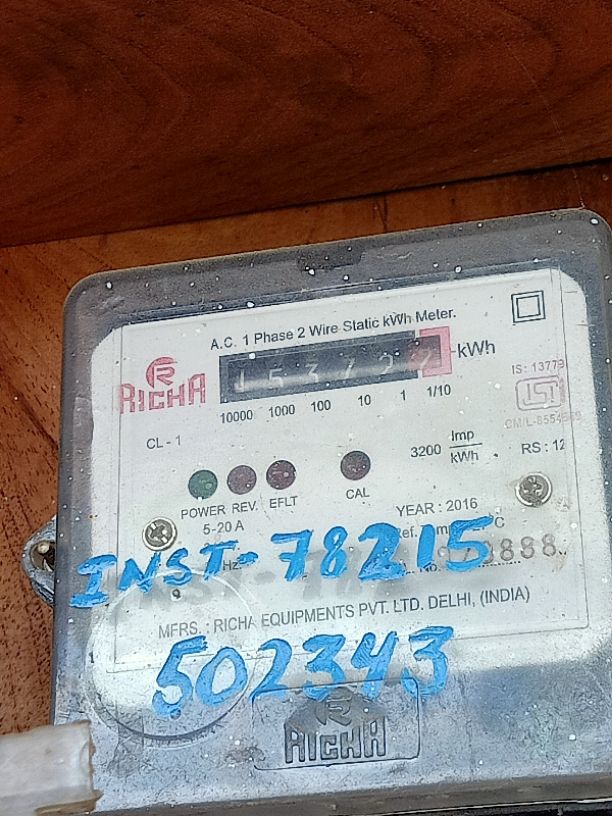 A.C. 1 Phase 2 Wire Static kWh Meter.
RICHA
kWh
10000 1000 100 10 1 1/10
IS: 13779
CL - 1
3200 Imp/kWh
RS : 12
POWER REV. EFLT CAL
5-20 A
YEAR : 2016
INST-78215
MFRS. : RICHA EQUIPMENTS PVT. LTD. DELHI, (INDIA)
502343
RICHA